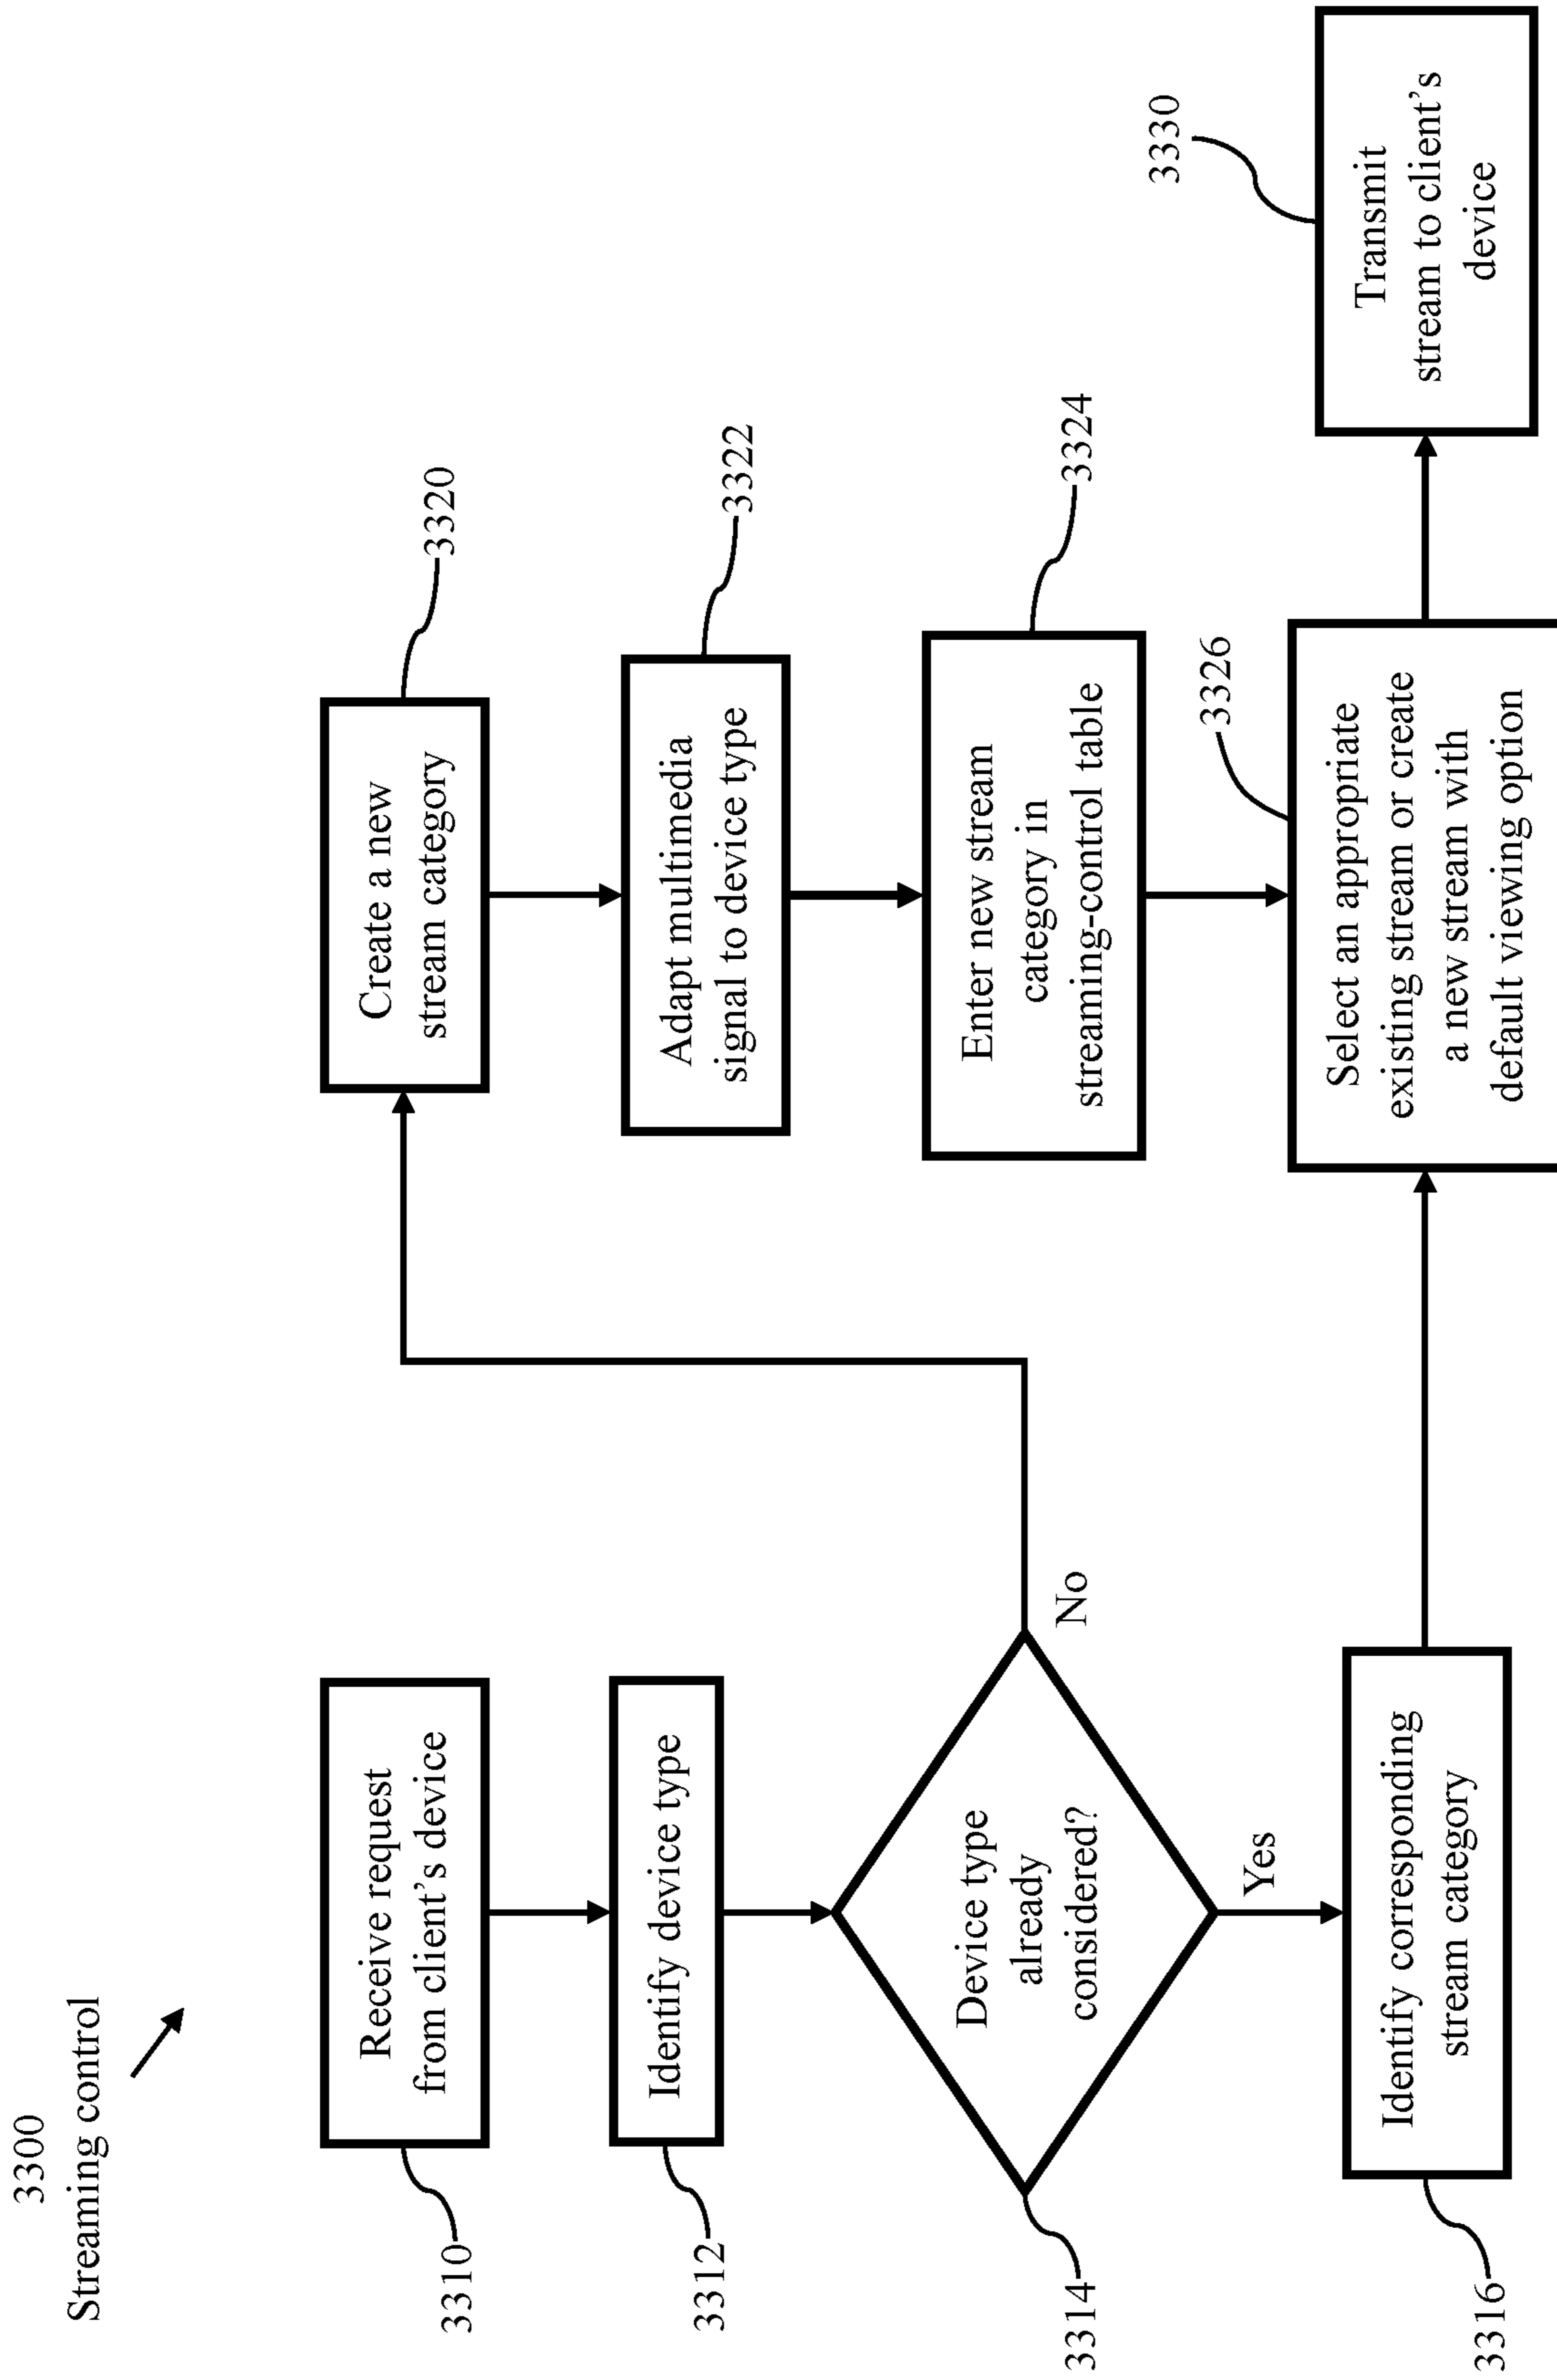 3300
Streaming control
3310
Receive request
from client's device
3312
Identify device type
3314
Device type
already
considered?
No
Yes
3316
Identify corresponding
stream category
3320
Create a new
stream category
3322
Adapt multimedia
signal to device type
3324
Enter new stream
category in
streaming-control table
3326
Select an appropriate
existing stream or create
a new stream with
default viewing option
3330
Transmit
stream to client's
device